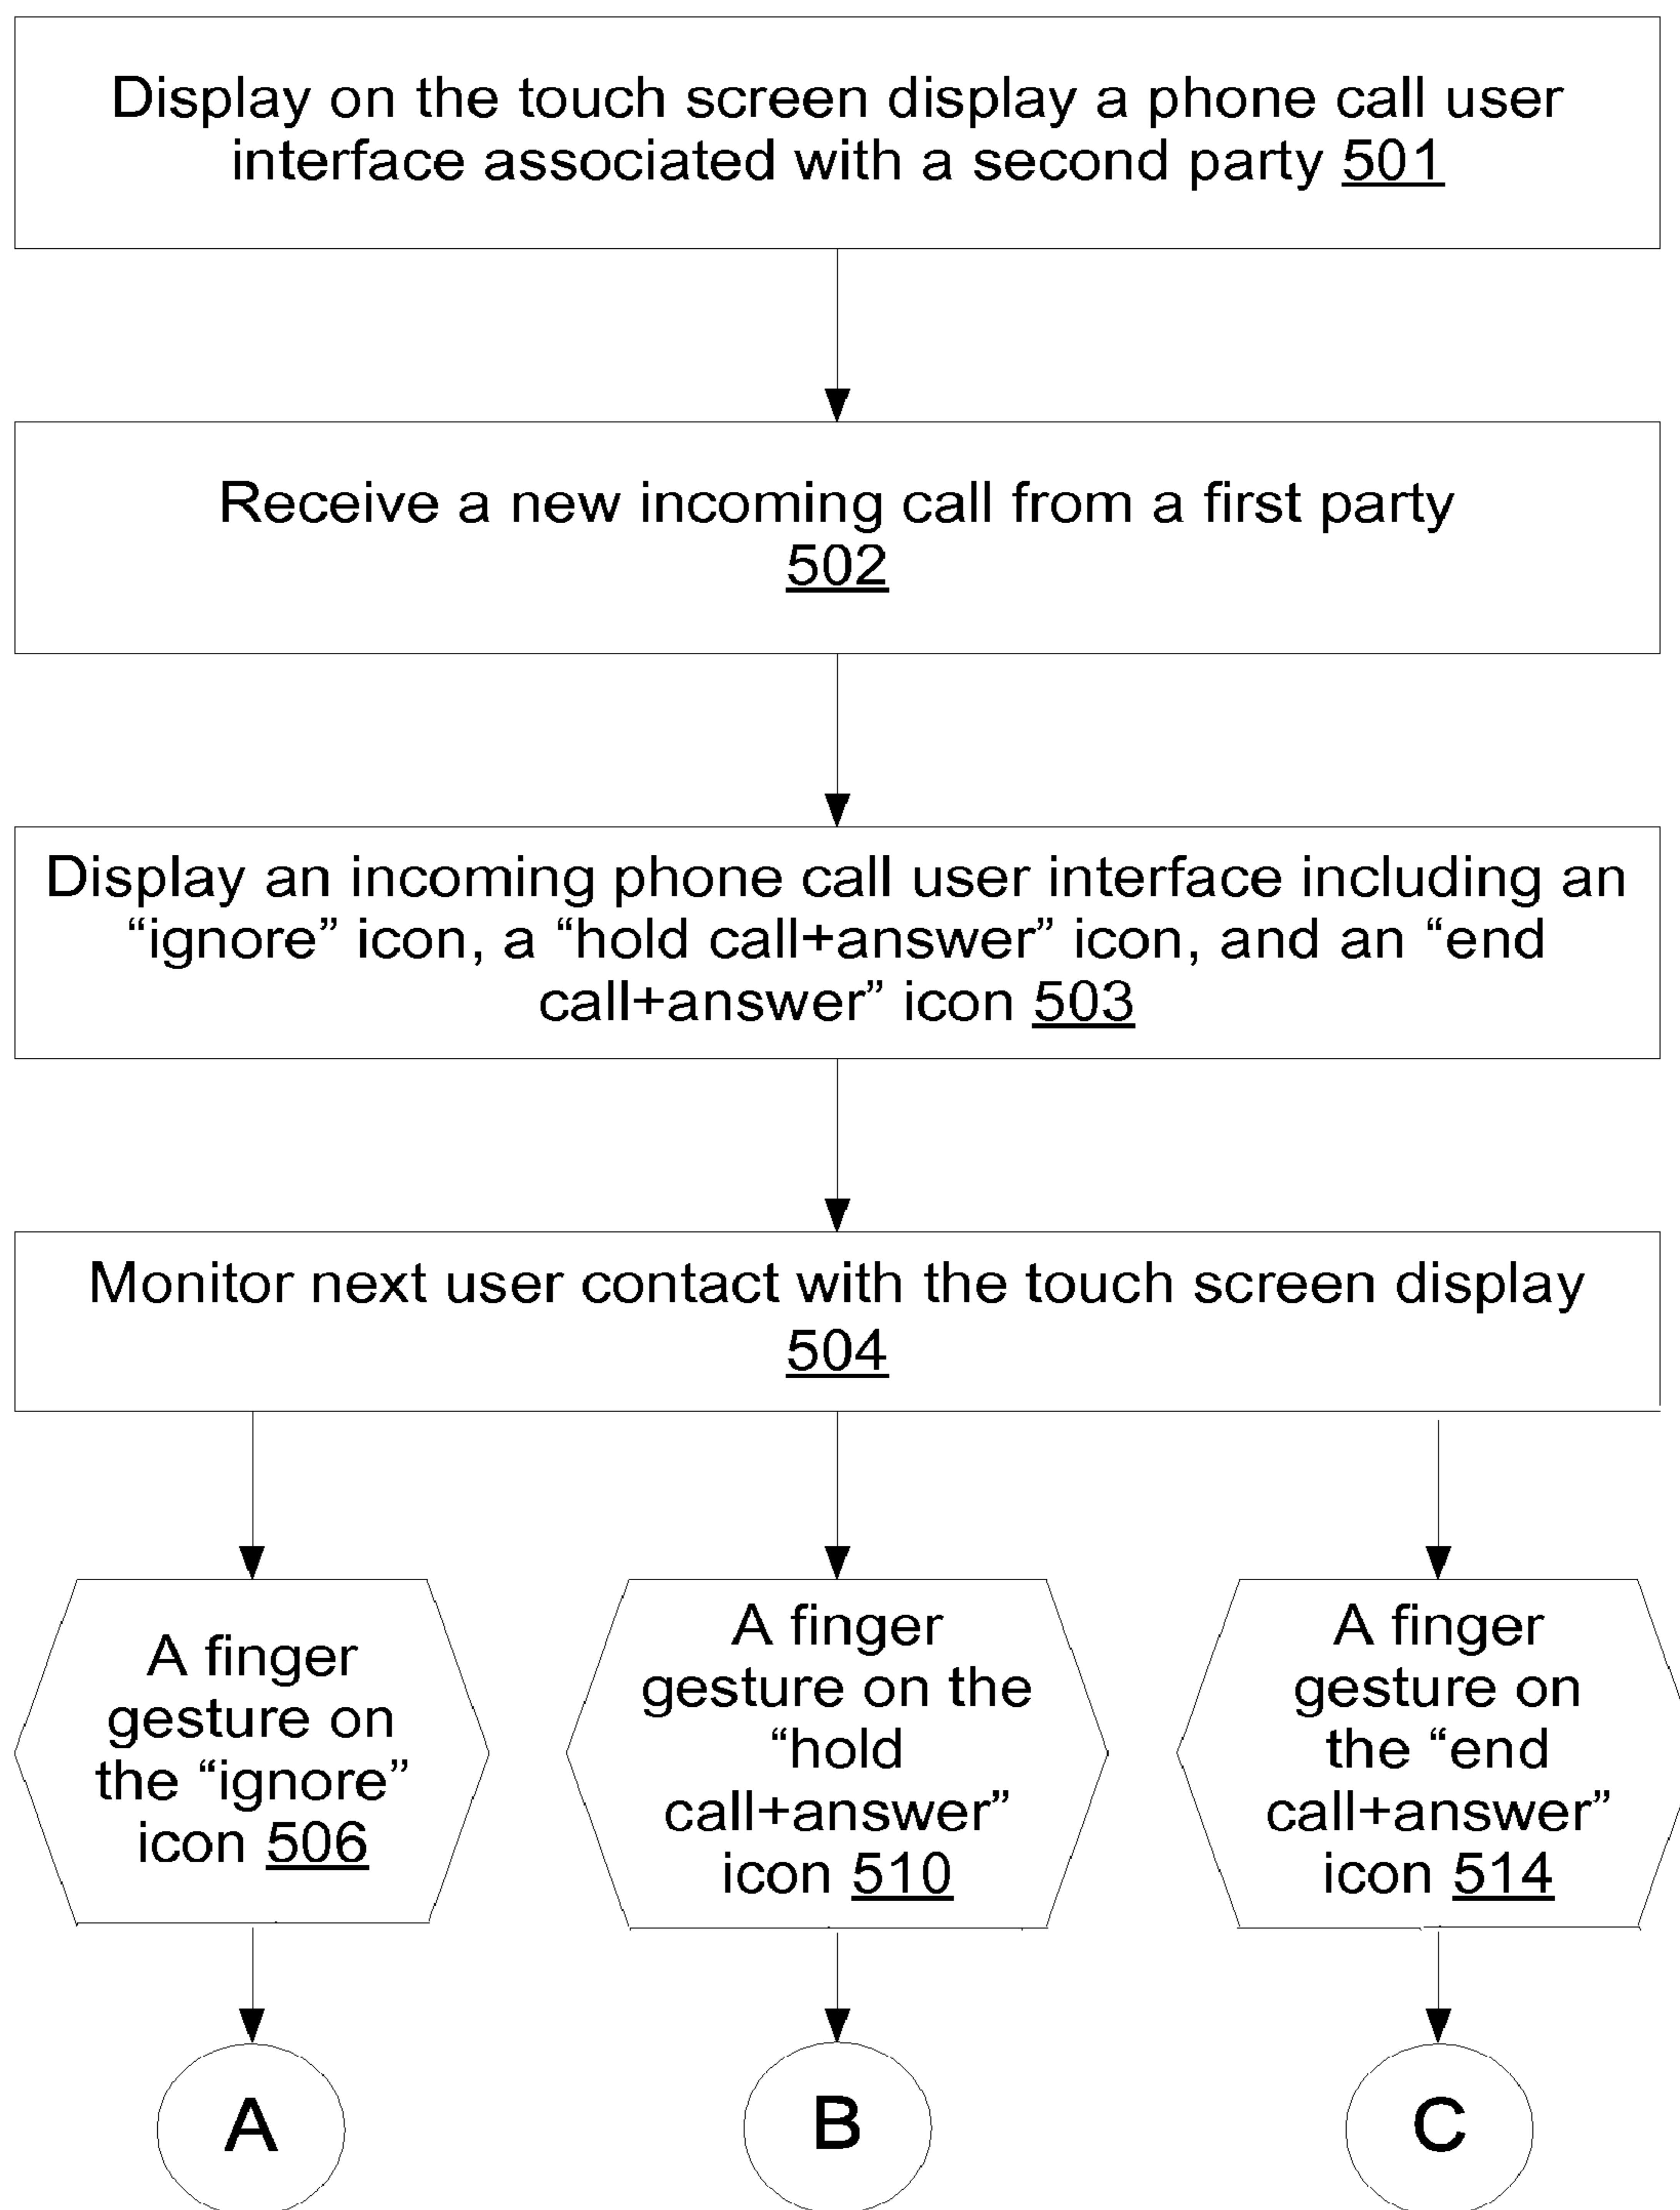 Display on the touch screen display a phone call user
interface associated with a second party 501
Receive a new incoming call from a first party
502
Display an incoming phone call user interface including an
“ignore” icon, a “hold call+answer” icon, and an “end
call+answer” icon 503
Monitor next user contact with the touch screen display
504
A finger
gesture on
the “ignore”
icon 506
A finger
gesture on the
“hold
call+answer”
icon 510
A finger
gesture on
the “end
call+answer”
icon 514
A
B
C